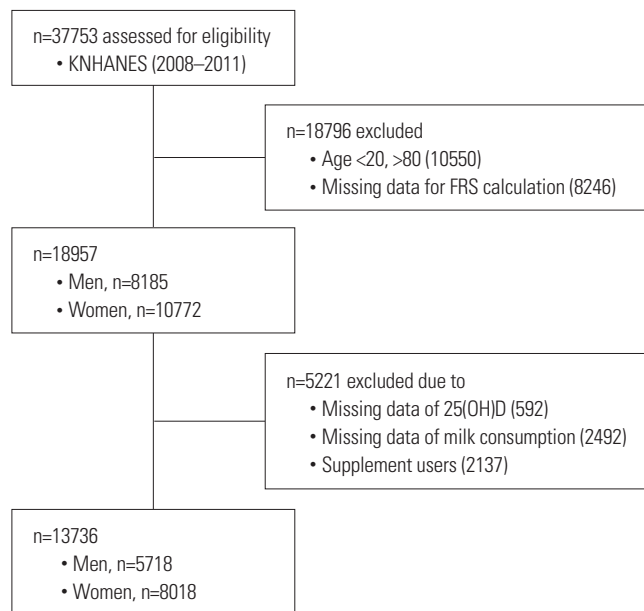 n=37753 assessed for eligibility
• KNHANES (2008–2011)
n=18796 excluded
• Age <20, >80 (10550)
• Missing data for FRS calculation (8246)
n=18957
• Men, n=8185
• Women, n=10772
n=5221 excluded due to
• Missing data of 25(OH)D (592)
• Missing data of milk consumption (2492)
• Supplement users (2137)
n=13736
• Men, n=5718
• Women, n=8018